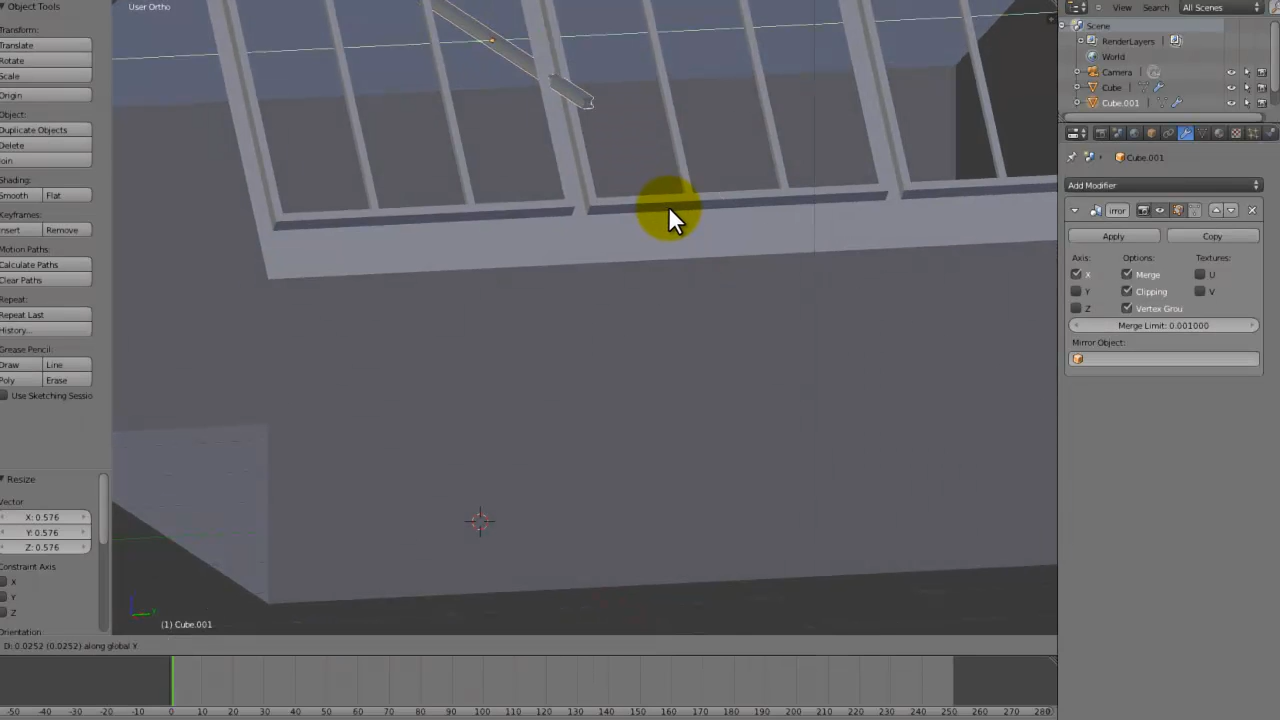 Object Tools
User Ortho
View Search All Scenes
Transform:
Translate
Rotate
Scale
Origin
Object:
Duplicate Objects
Delete
Join
Shading:
Smooth Flat
Keyframes:
Insert Remove
Motion Paths:
Calculate Paths
Clear Paths
Repeat:
Repeat Last
History...
Grease Pencil:
Draw Line
Poly Erase
Use Sketching Sessio
Resize
Vector
X: 0.576
Y: 0.576
Z: 0.576
Constraint Axis
X
Y
Z
Orientation:
(1) Cube.001
D: 0.0252 (0.0252) along global Y
-50 -40 -30 -20 -10 0 10 20 30 40 50 60 70 80 90 100 110 120 130 140 150 160 170 180 190 200 210 220 230 240 250 260 270 280
Scene
RenderLayers
World
Camera
Cube
Cube.001
Cube.001
Add Modifier
irror
Apply Copy
Axis: Options: Textures:
X Merge U
Y Clipping V
Z Vertex Grou
Merge Limit: 0.001000
Mirror Object: